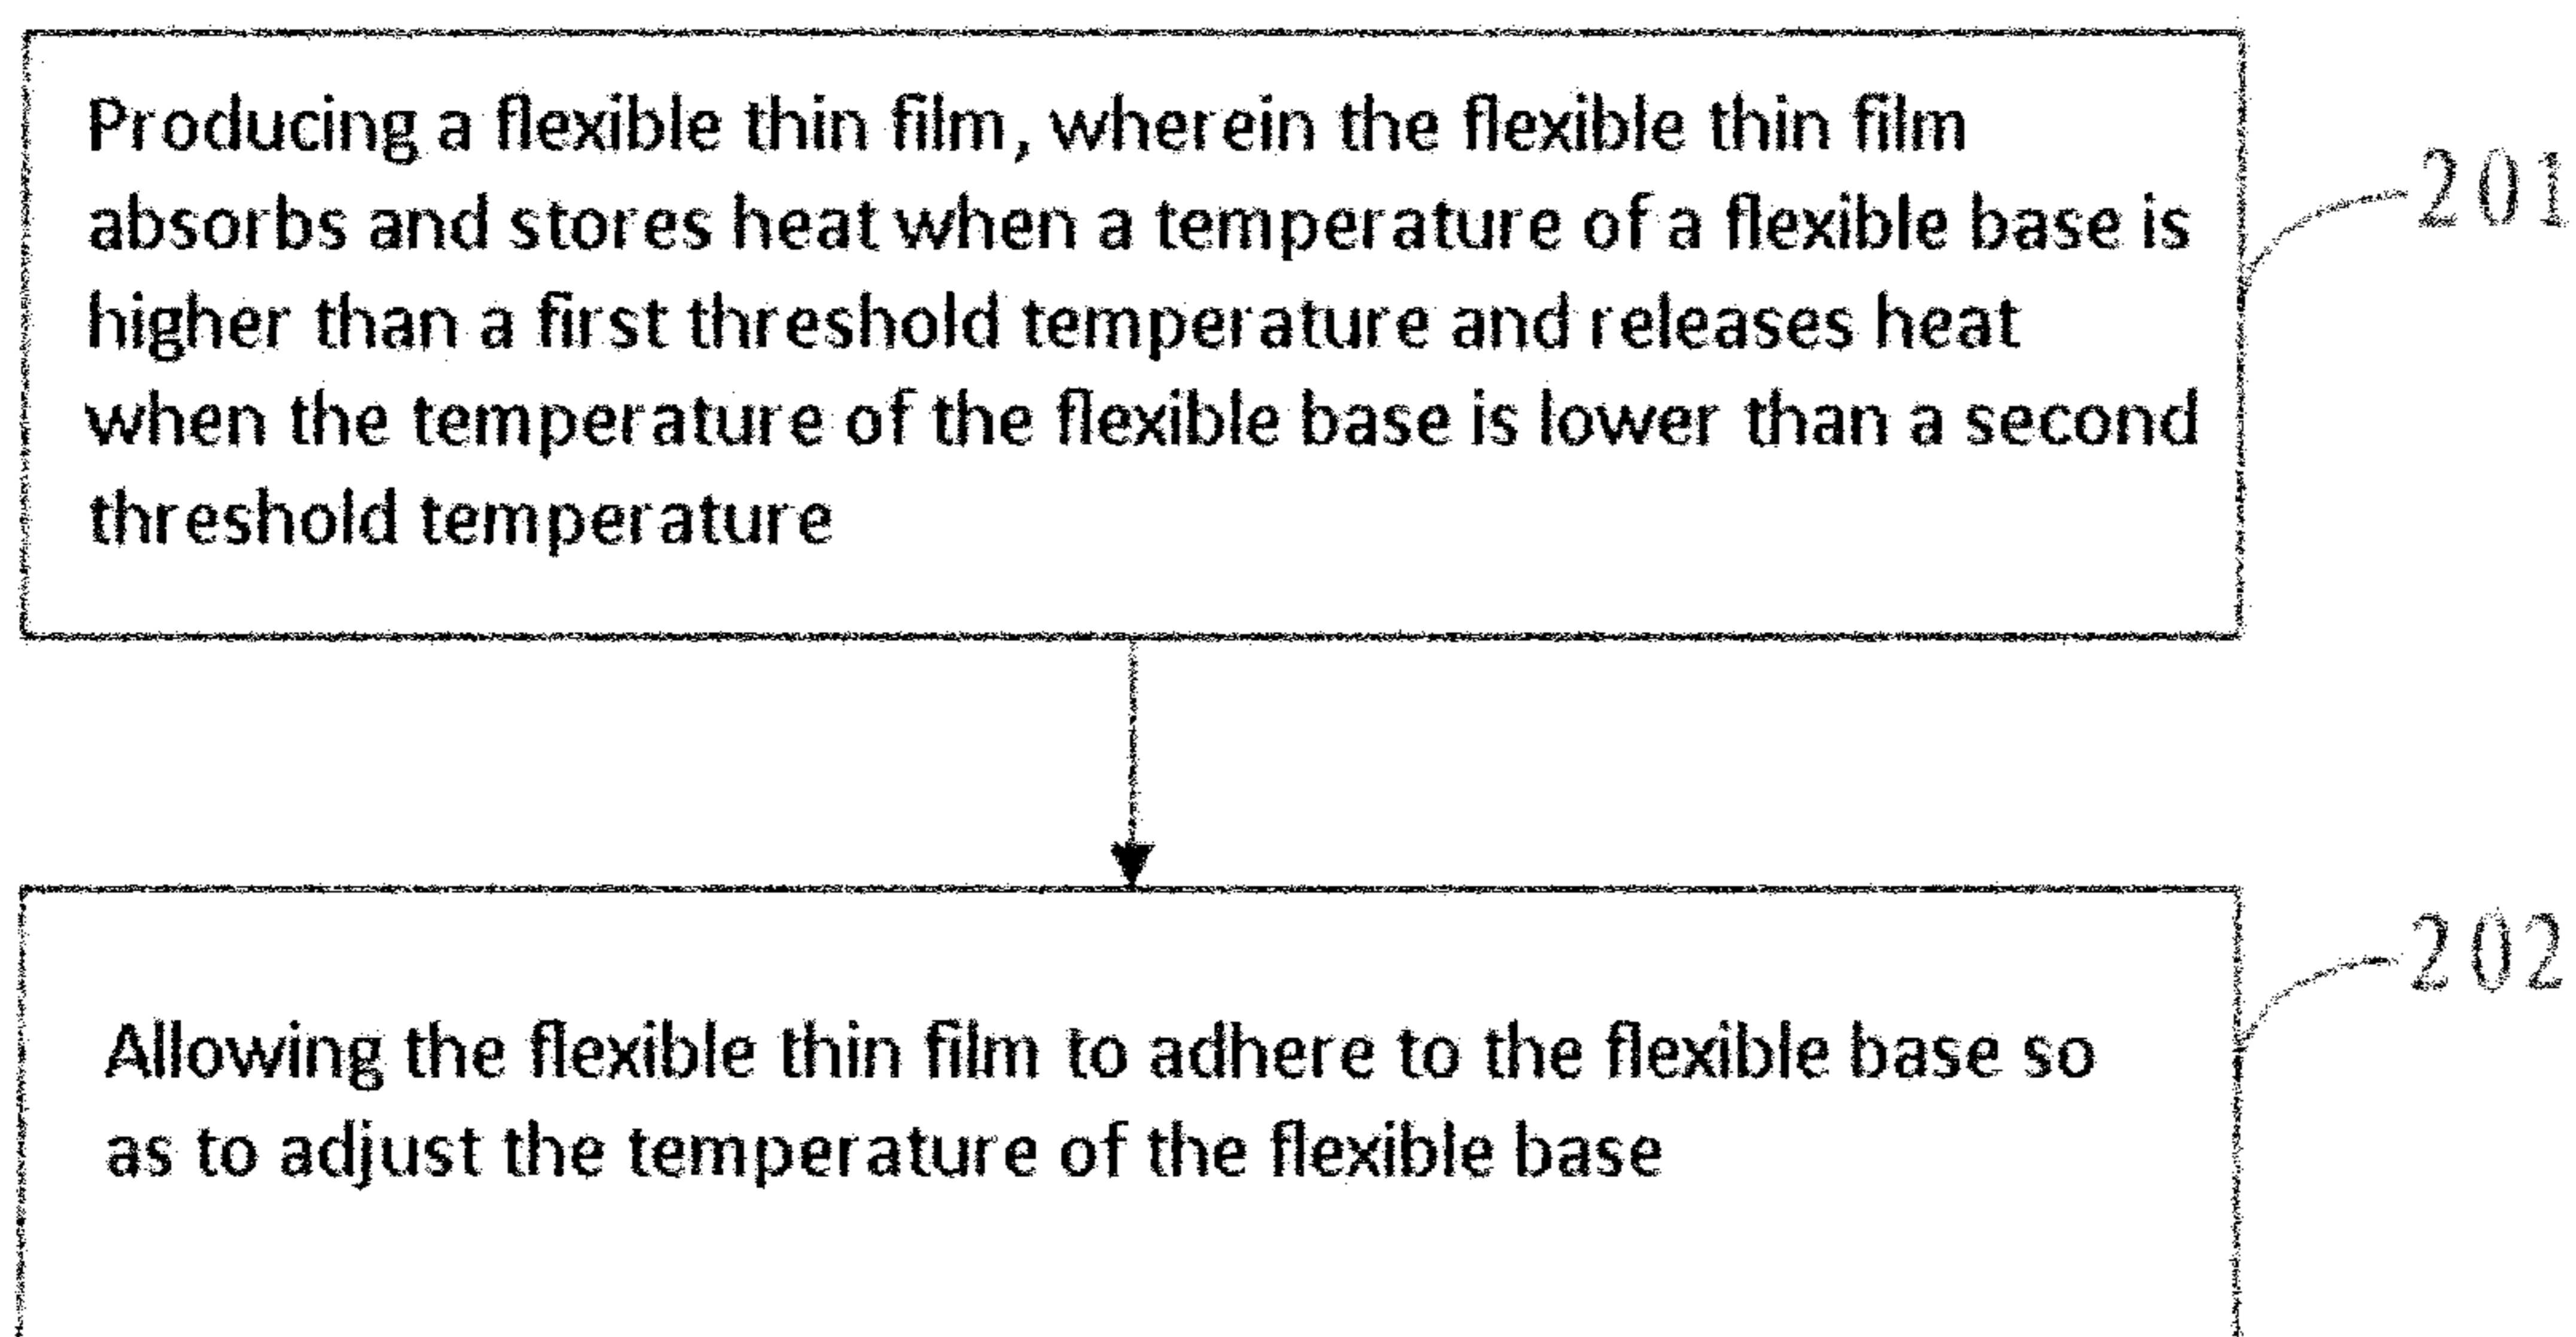 Producing a flexible thin film, wherein the flexible thin film
absorbs and stores heat when a temperature of a flexible base is
higher than a first threshold temperature and releases heat
when the temperature of the flexible base is lower than a second
threshold temperature
201
202
Allowing the flexible thin film to adhere to the flexible base so
as to adjust the temperature of the flexible base